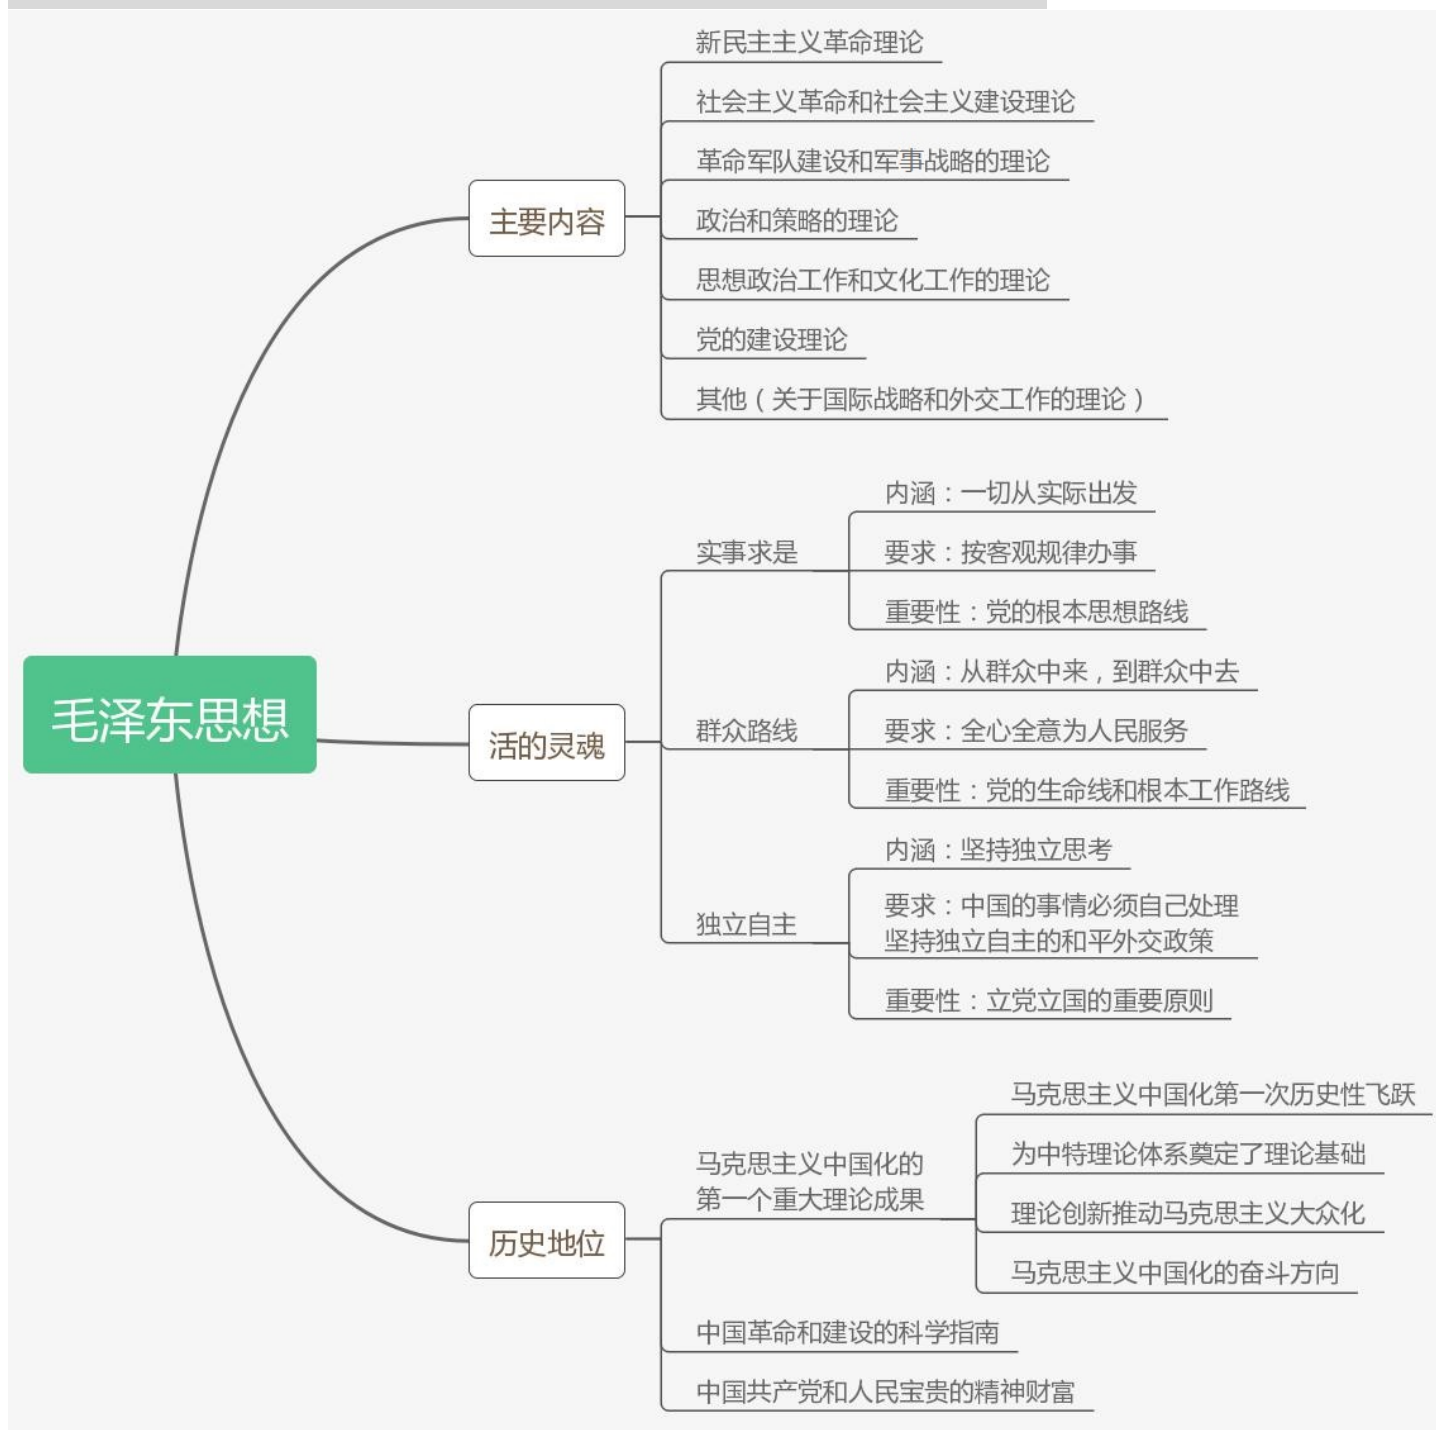 毛泽东思想
主要内容
新民主主义革命理论
社会主义革命和社会主义建设理论
革命军队建设和军事战略的理论
政治和策略的理论
思想政治工作和文化工作的理论
党的建设理论
其他（关于国际战略和外交工作的理论）
活的灵魂
实事求是
内涵：一切从实际出发
要求：按客观规律办事
重要性：党的根本思想路线
群众路线
内涵：从群众中来，到群众中去
要求：全心全意为人民服务
重要性：党的生命线和根本工作路线
独立自主
内涵：坚持独立思考
要求：中国的事情必须自己处理
坚持独立自主的和平外交政策
重要性：立党立国的重要原则
历史地位
马克思主义中国化的
第一个重大理论成果
马克思主义中国化第一次历史性飞跃
为中特理论体系奠定了理论基础
理论创新推动马克思主义大众化
马克思主义中国化的奋斗方向
中国革命和建设的科学指南
中国共产党和人民宝贵的精神财富